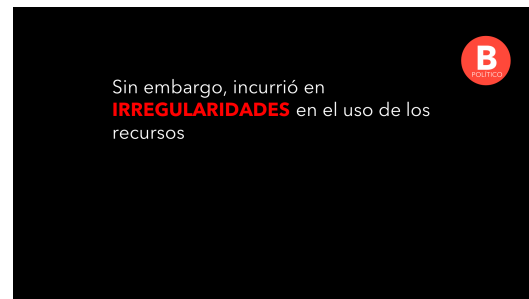 B
POLÍTICO
Sin embargo, incurrió en
IRREGULARIDADES en el uso de los
recursos